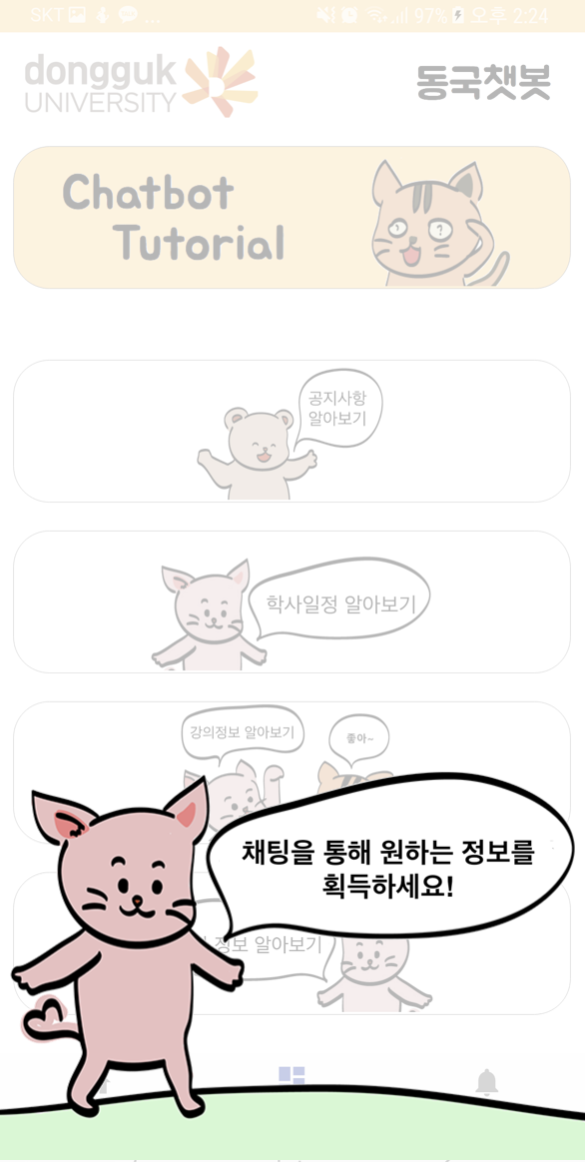 SKT ... 97% 오후 2:24
dongguk
UNIVERSITY
동국챗봇
Chatbot
Tutorial
? ?
공지사항
알아보기
학사일정 알아보기
강의정보 알아보기
좋아~
채팅을 통해 원하는 정보를
획득하세요!
정보 알아보기